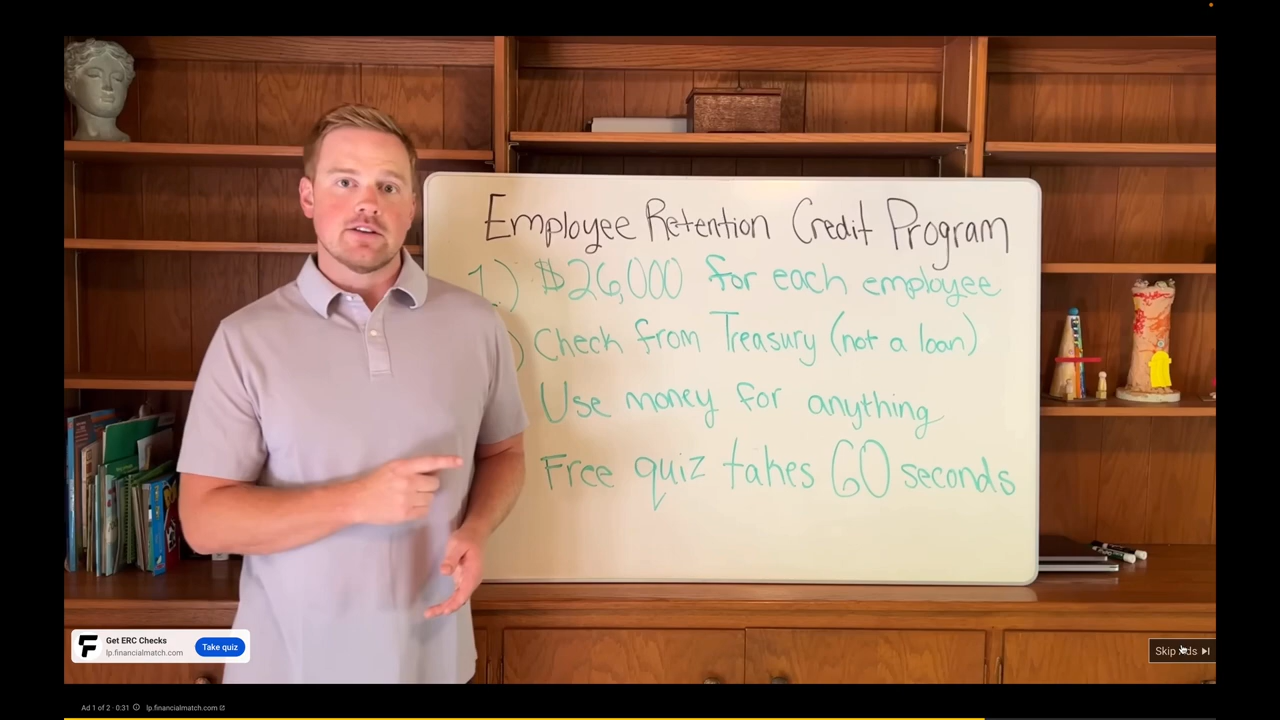 Employee Retention Credit Program
1.) $26,000 for each employee
) Check from Treasury (not a loan)
Use money for anything
Free quiz takes 60 seconds
Get ERC Checks
lp.financialmatch.com
Take quiz
Skip Ads
Ad 1 of 2 · 0:31
lp.financialmatch.com